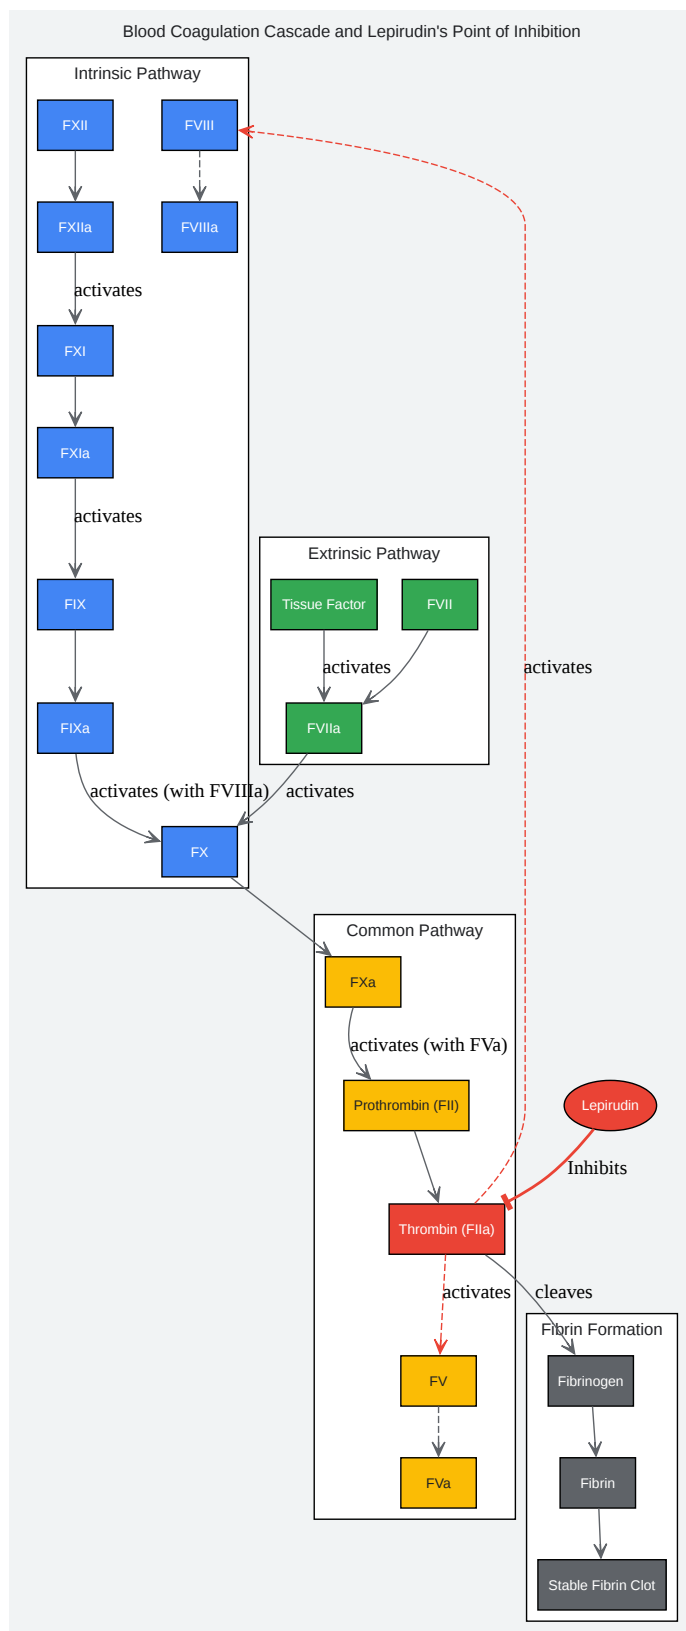 Blood Coagulation Cascade and Lepirudin's Point of Inhibition
Intrinsic Pathway
FXII
FVIII
FXIIa
FVIIIa
activates
FXI
FXIa
activates
FIX
FIXa
activates (with FVIIIa)
FX
Extrinsic Pathway
Tissue Factor
FVII
activates
FVIIa
activates
activates
Common Pathway
FXa
activates (with FVa)
Prothrombin (FII)
Thrombin (FIIa)
activates
FV
FVa
Lepirudin
Inhibits
cleaves
Fibrin Formation
Fibrinogen
Fibrin
Stable Fibrin Clot